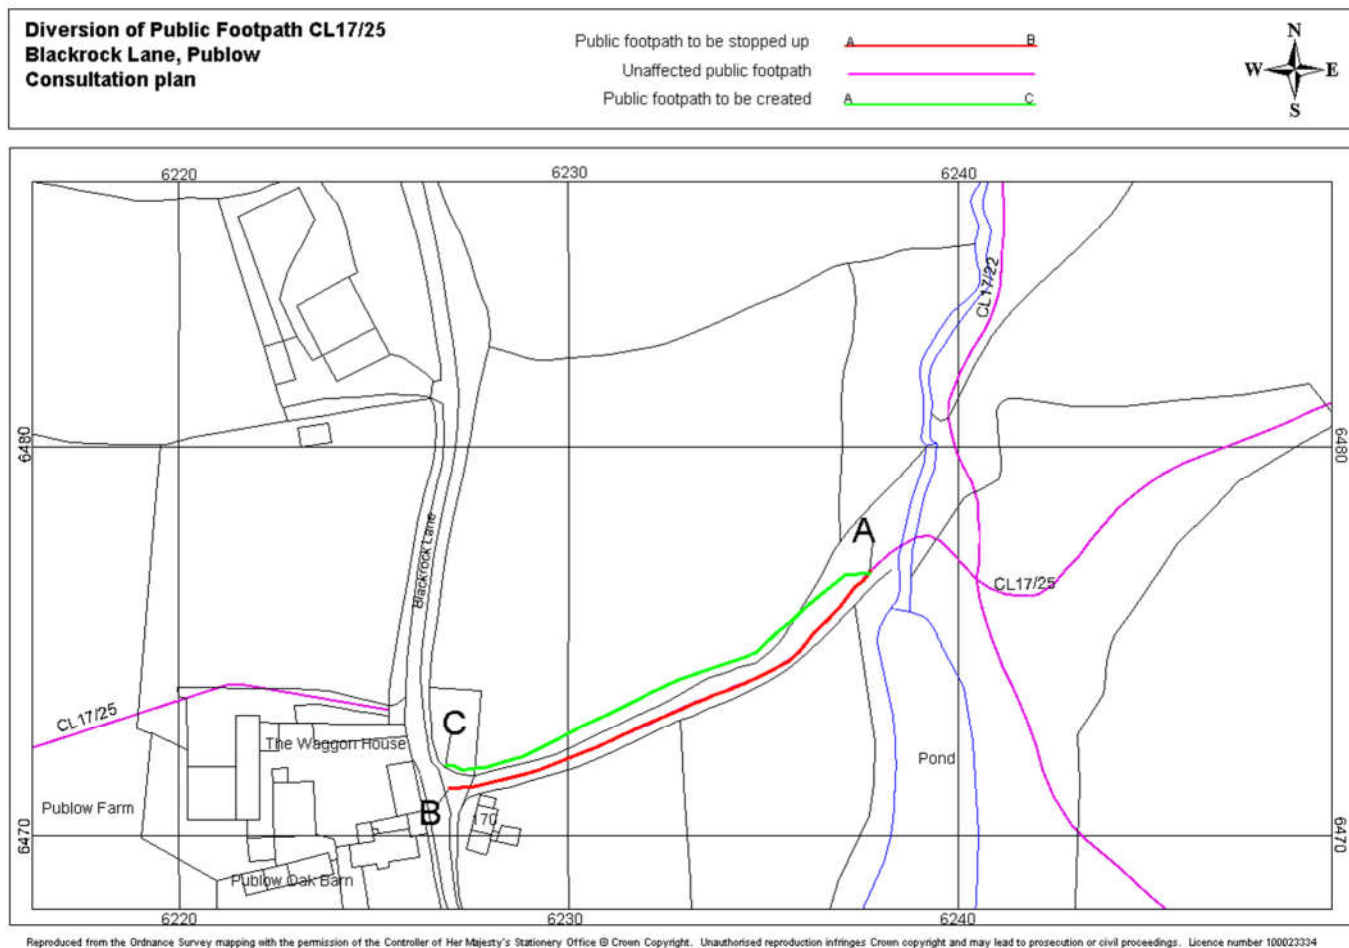 Diversion of Public Footpath CL17/25
Blackrock Lane, Publow
Consultation plan
Public footpath to be stopped up A B
Unaffected public footpath
Public footpath to be created A C
N
W E
S
6220 6230 6240
CL17/22
6480 6480
A
Blackrock Lane
CL17/25
CL17/25
C
The Waggon House
Pond
Publow Farm
B
170
6470 6470
Publow Oak Barn
6220 6230 6240
Reproduced from the Ordnance Survey mapping with the permission of the Controller of Her Majesty's Stationery Office © Crown Copyright. Unauthorised reproduction infringes Crown copyright and may lead to prosecution or civil proceedings. Licence number 100023334